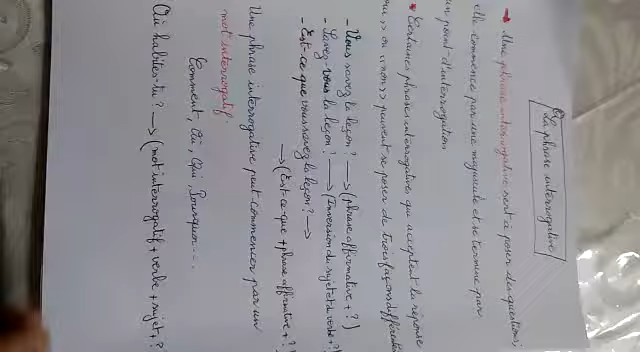 La phrase interrogative
→ Une phrase interrogative sert à poser des questions,
elle commence par une majuscule et se termine par
un point-d'interrogation
• Certaines phrases interrogative qui acceptent la réponse
« oui » ou « non » peuvent se poser de trois façons différentes
- Vous savez la leçon ? → (phrase affirmative + ?)
- Savez-vous la leçon ? → (Inversion du sujet et du verbe + ?)
- Est-ce que vous savez la leçon ? →
→ (Est-ce-que + phrase affirmative + ?)
Une phrase interrogative peut commencer par un
mot interrogatif
Comment, Où, Qui, Pourquoi...
Où habites-tu ? → (mot interrogatif + verbe + sujet + ?